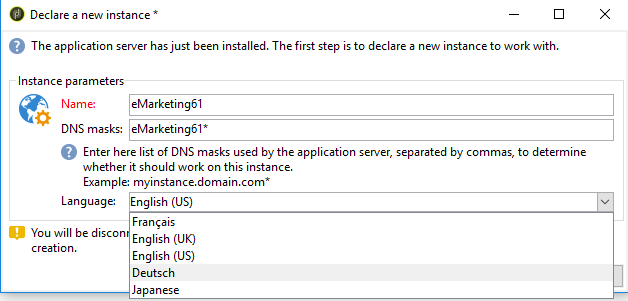 Declare a new instance *
The application server has just been installed. The first step is to declare a new instance to work with.
Instance parameters
Name: eMarketing61
DNS masks: eMarketing61*
Enter here list of DNS masks used by the application server, separated by commas, to determine
whether it should work on this instance.
Example: myinstance.domain.com*
Language: English (US)
Français
English (UK)
English (US)
Deutsch
Japanese
You will be
creation.